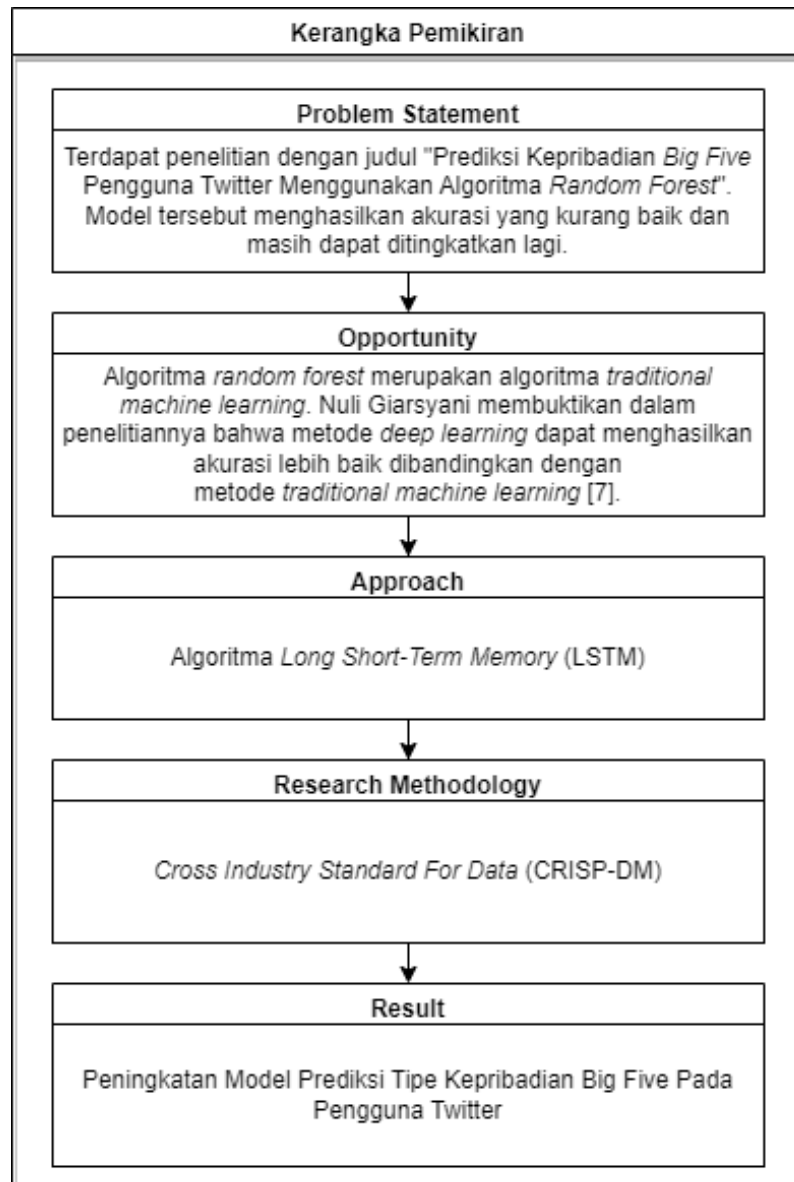 Kerangka Pemikiran
Problem Statement
Terdapat penelitian dengan judul "Prediksi Kepribadian Big Five
Pengguna Twitter Menggunakan Algoritma Random Forest".
Model tersebut menghasilkan akurasi yang kurang baik dan
masih dapat ditingkatkan lagi.
Opportunity
Algoritma random forest merupakan algoritma traditional
machine learning. Nuli Giarsyani membuktikan dalam
penelitiannya bahwa metode deep learning dapat menghasilkan
akurasi lebih baik dibandingkan dengan
metode traditional machine learning [7].
Approach
Algoritma Long Short-Term Memory (LSTM)
Research Methodology
Cross Industry Standard For Data (CRISP-DM)
Result
Peningkatan Model Prediksi Tipe Kepribadian Big Five Pada
Pengguna Twitter